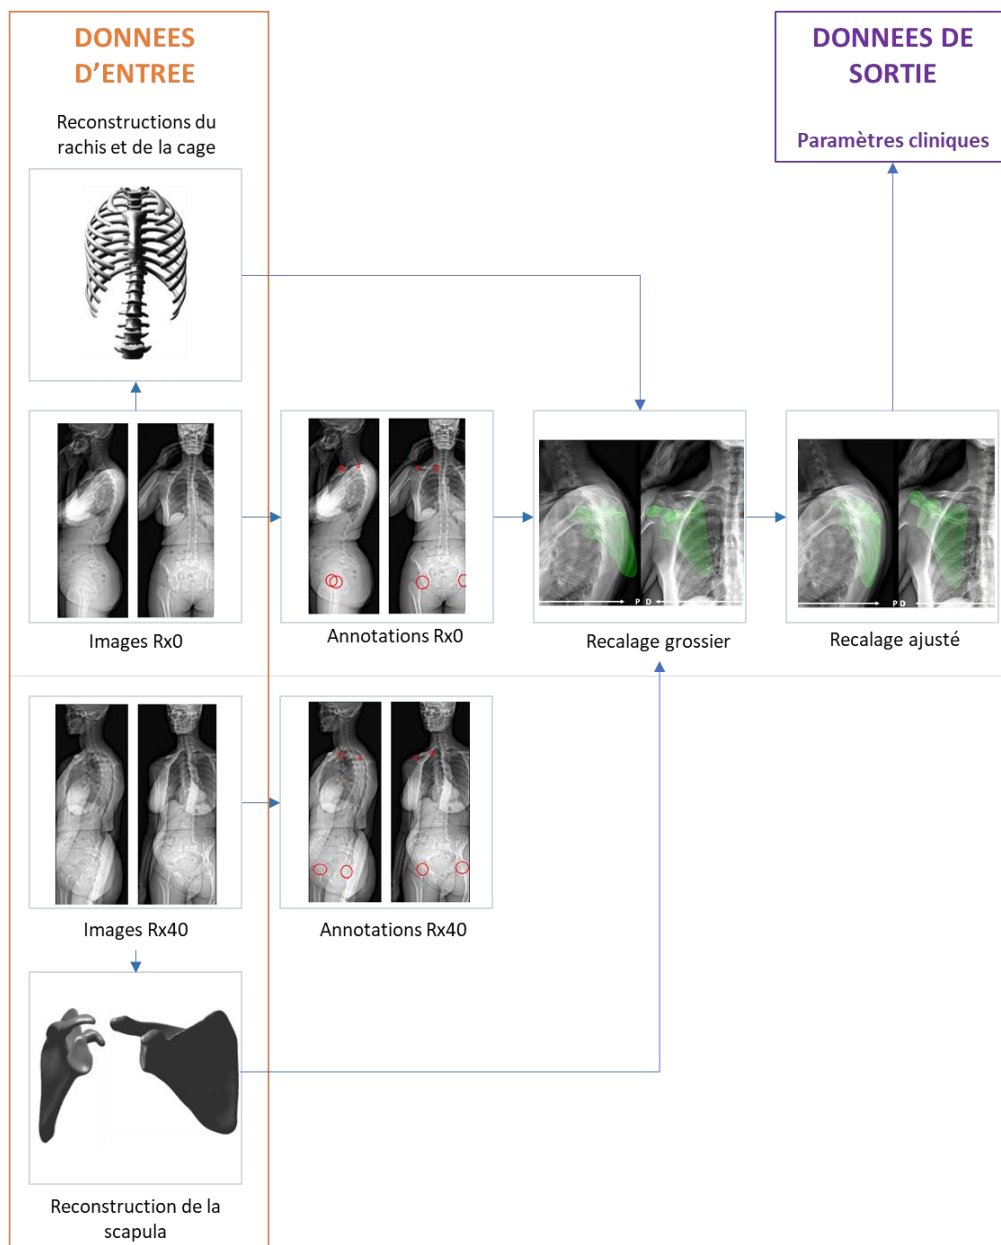 DONNEES
D'ENTREE
DONNEES DE
SORTIE
Paramètres cliniques
Reconstructions du
rachis et de la cage
Images Rx0
Annotations Rx0
P D
Recalage grossier
P D
Recalage ajusté
Images Rx40
Annotations Rx40
Reconstruction de la
scapula